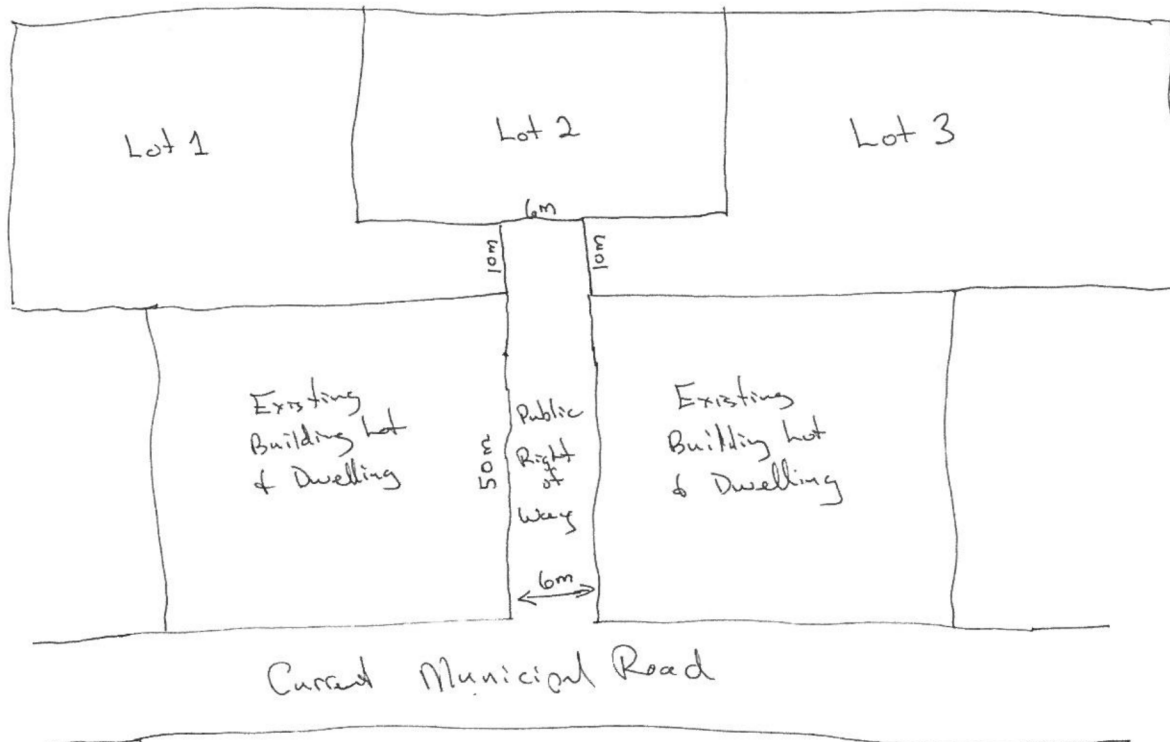 Lot 1
Lot 2
Lot 3
6m
10m
10m
Existing
Building Lot
& Dwelling
50m
Public
Right
of
Way
6m
Existing
Building Lot
& Dwelling
Current Municipal Road